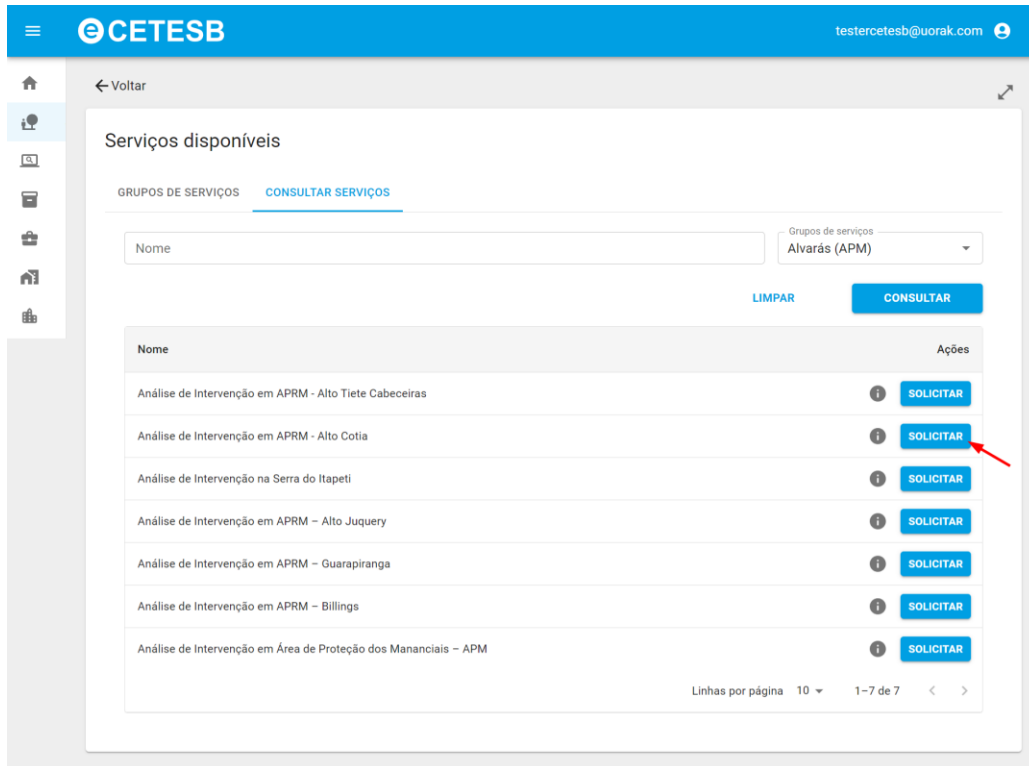 eCETESB
testercetesb@uorak.com
Voltar
Serviços disponíveis
GRUPOS DE SERVIÇOS CONSULTAR SERVIÇOS
Nome
Grupos de serviços
Alvarás (APM)
LIMPAR CONSULTAR
Nome Ações
Análise de Intervenção em APRM - Alto Tiete Cabeceiras SOLICITAR
Análise de Intervenção em APRM - Alto Cotia SOLICITAR
Análise de Intervenção na Serra do Itapeti SOLICITAR
Análise de Intervenção em APRM – Alto Juquery SOLICITAR
Análise de Intervenção em APRM – Guarapiranga SOLICITAR
Análise de Intervenção em APRM – Billings SOLICITAR
Análise de Intervenção em Área de Proteção dos Mananciais – APM SOLICITAR
Linhas por página 10 1–7 de 7